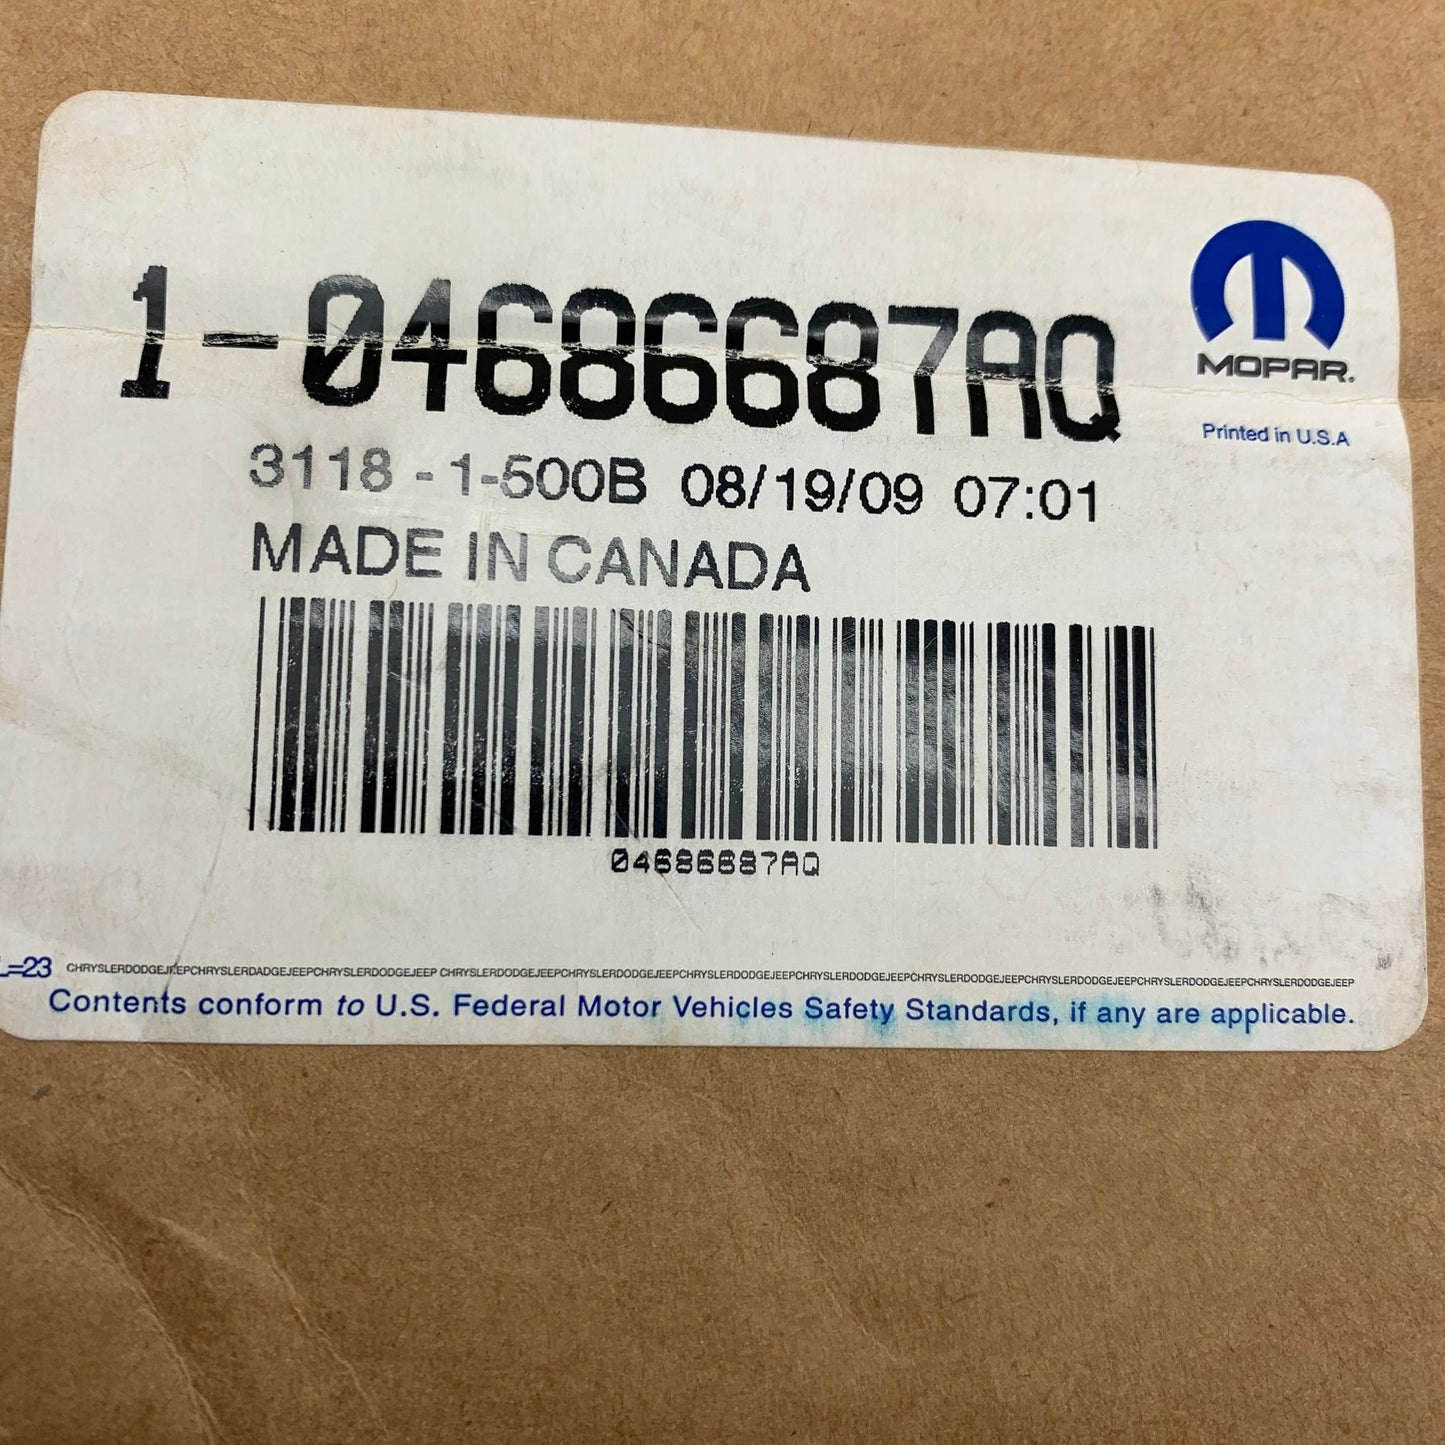 1-04686687AQ
MOPAR.
Printed in U.S.A
3118 - 1-500B 08/19/09 07:01
MADE IN CANADA
04686687AQ
L=23 CHRYSLERDODGEJEEPCHRYSLERDADGEJEEPCHRYSLERDODGEJEEP CHRYSLERDODGEJEEPCHRYSLERDODGEJEEPCHRYSLERDODGEJEEPCHRYSLERDODGEJEEPCHRYSLERDODGEJEEPCHRYSLERDODGEJEEPCHRYSLERDODGEJEEP
Contents conform to U.S. Federal Motor Vehicles Safety Standards, if any are applicable.